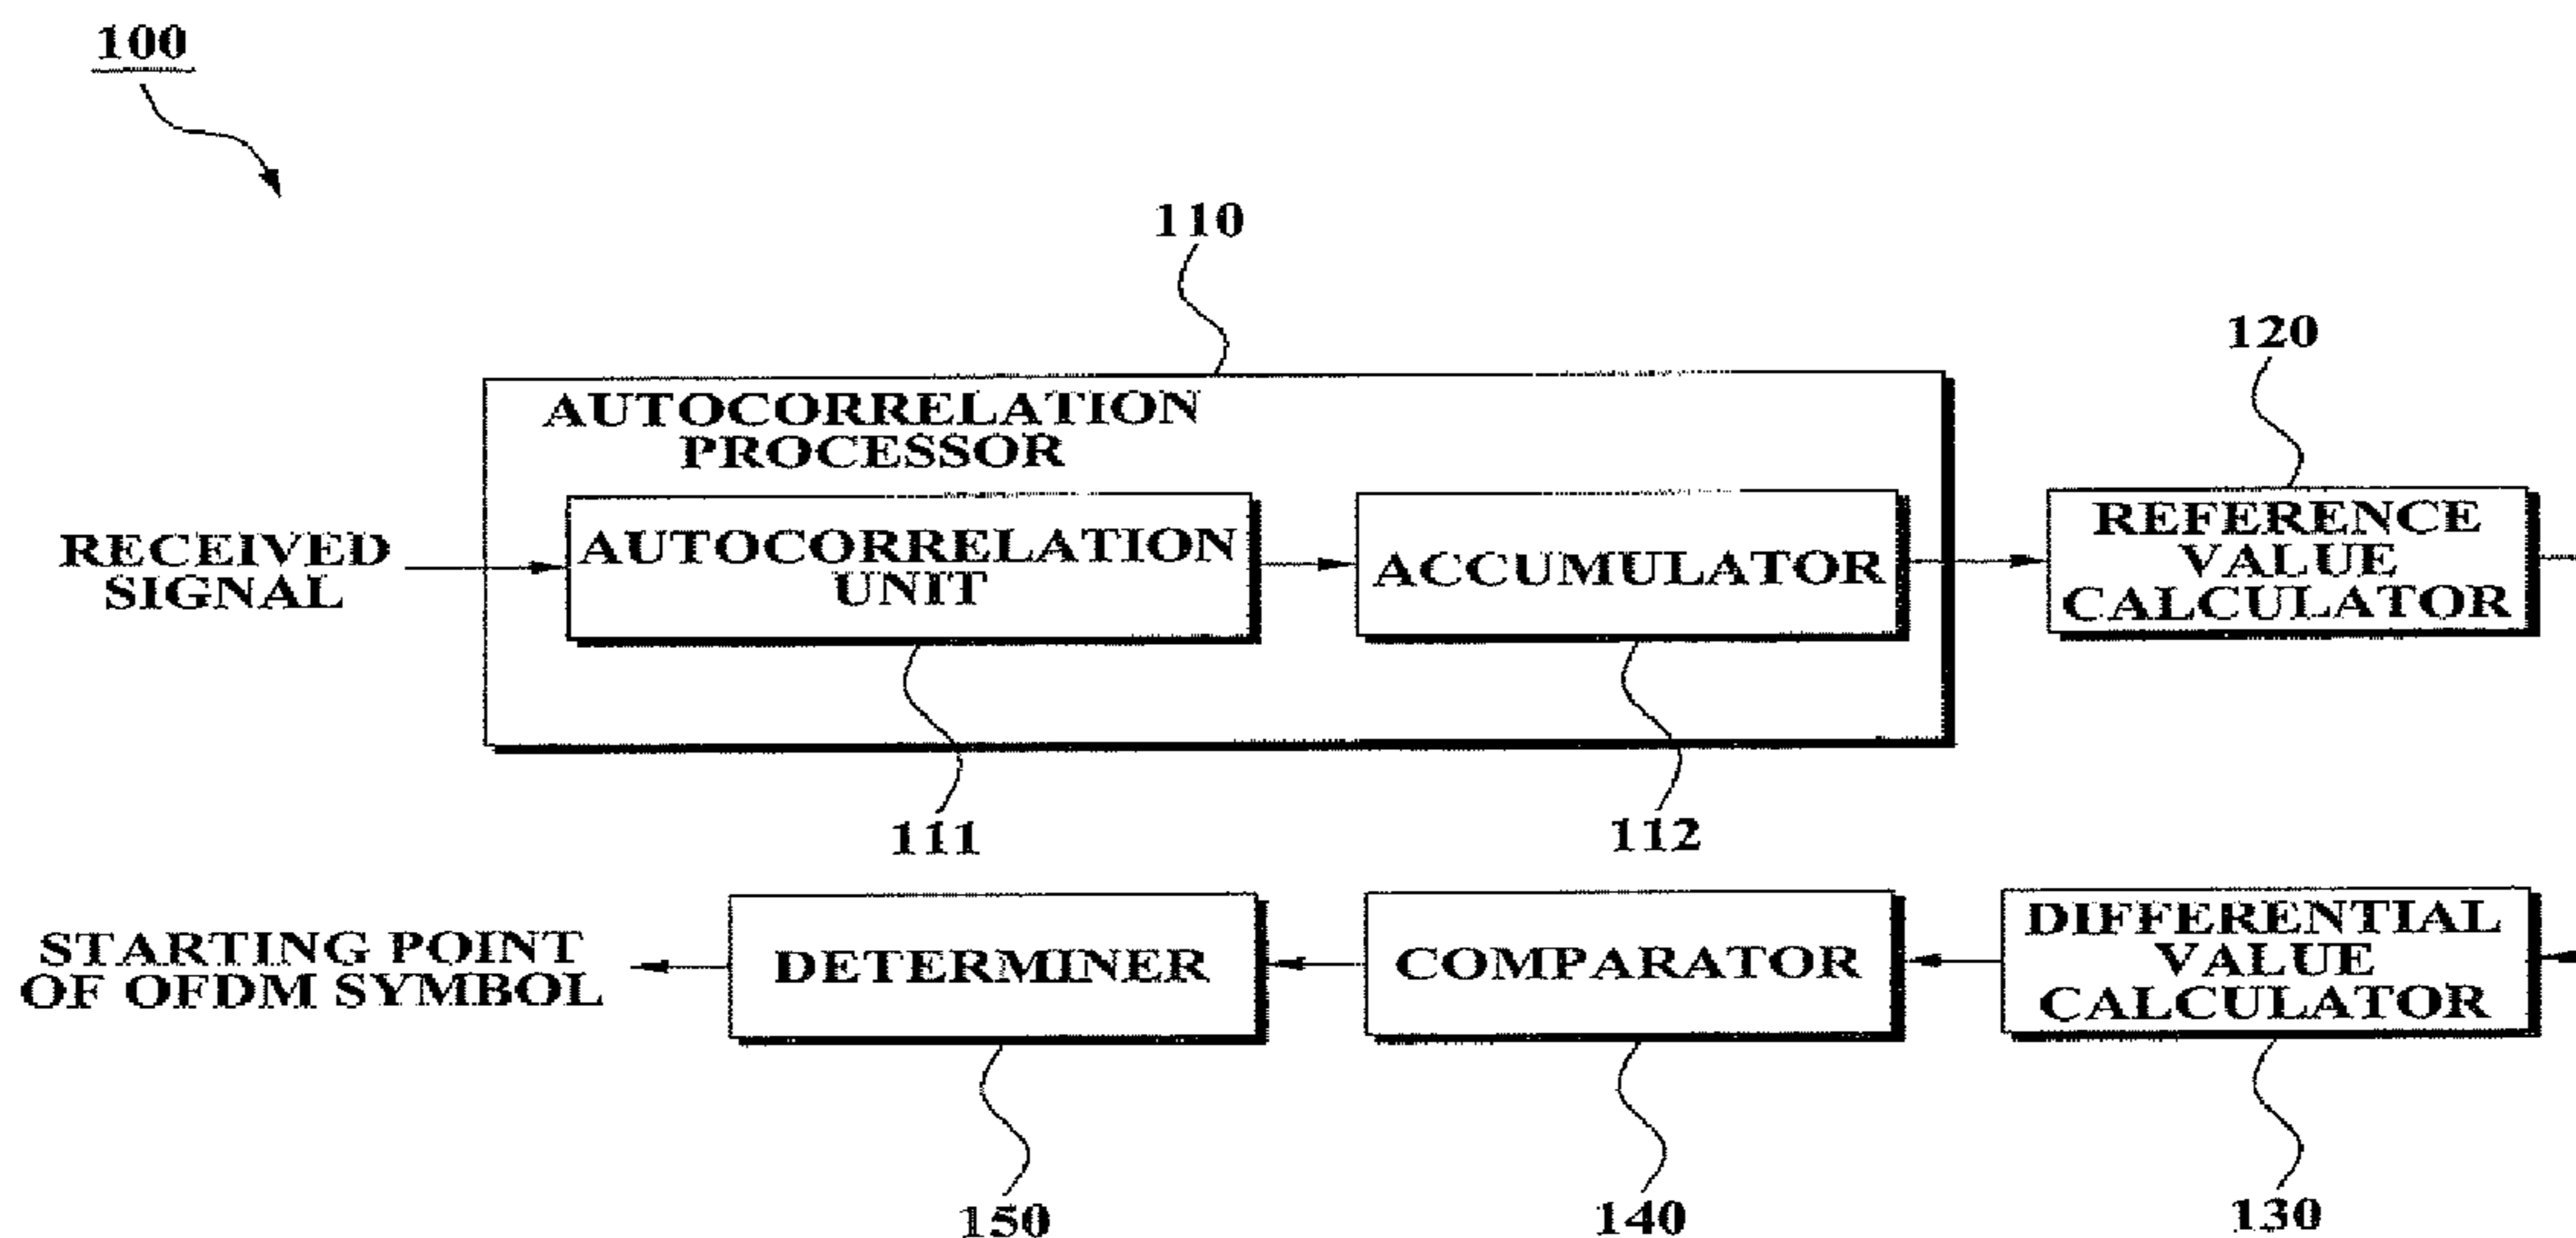 100
110
120
AUTOCORRELATION
PROCESSOR
RECEIVED
SIGNAL
AUTOCORRELATION
UNIT
ACCUMULATOR
REFERENCE
VALUE
CALCULATOR
111
112
STARTING POINT
OF OFDM SYMBOL
DETERMINER
COMPARATOR
DIFFERENTIAL
VALUE
CALCULATOR
150
140
130